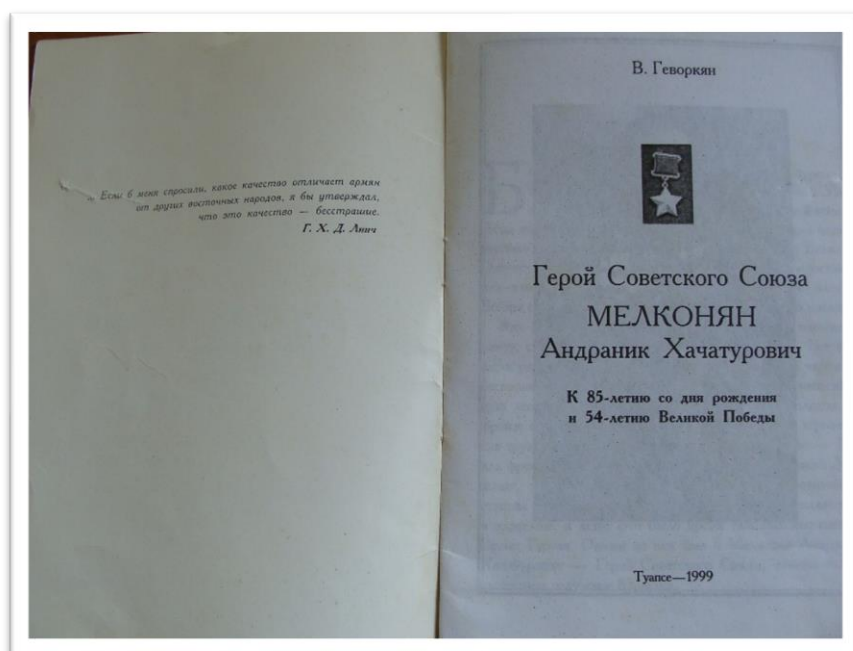 ... Если б меня спросили, какое качество отличает армян
от других восточных народов, я бы утверждал,
что это качество — бесстрашие.
Г. Х. Д. Линч
В. Геворкян
Герой Советского Союза
МЕЛКОНЯН
Андраник Хачатурович
К 85-летию со дня рождения
и 54-летию Великой Победы
Туапсе—1999